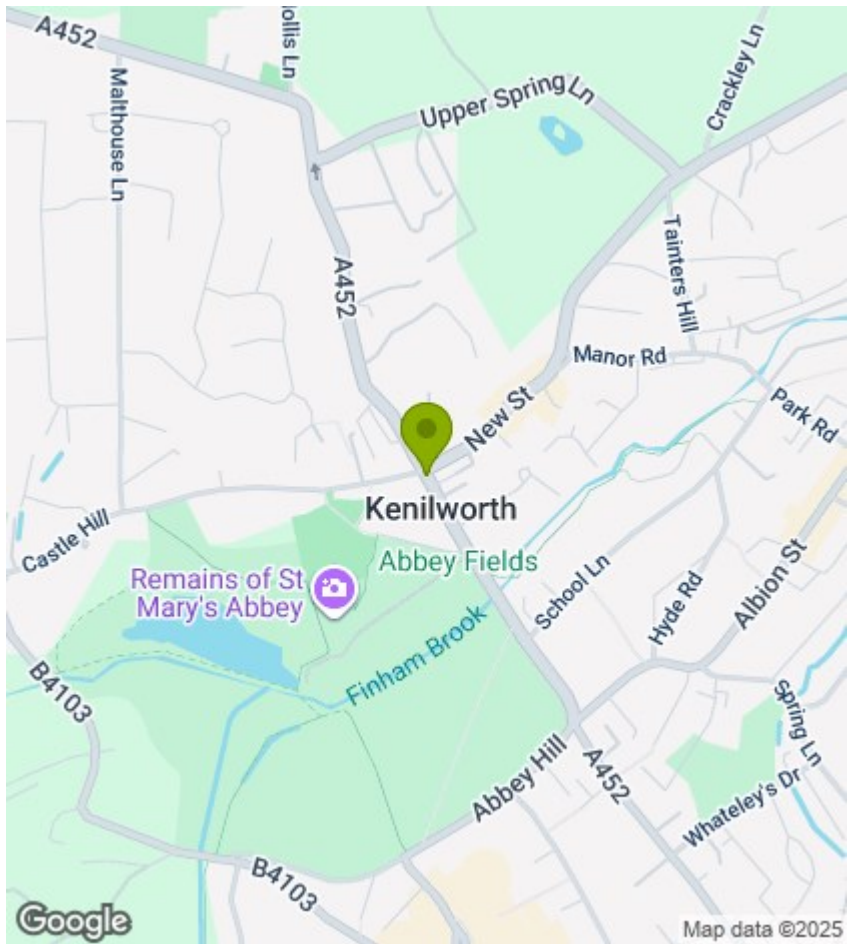 A452
ollis Ln
Malthouse Ln
Upper Spring Ln
Crackley Ln
A452
Tainters Hill
Manor Rd
New St
Park Rd
Kenilworth
Castle Hill
Abbey Fields
Remains of St
Mary's Abbey
School Ln
Albion St
Hyde Rd
Finham Brook
B4103
Spring Ln
Abbey Hill
A452
Whateley's Dr
B4103
Google
Map data ©2025